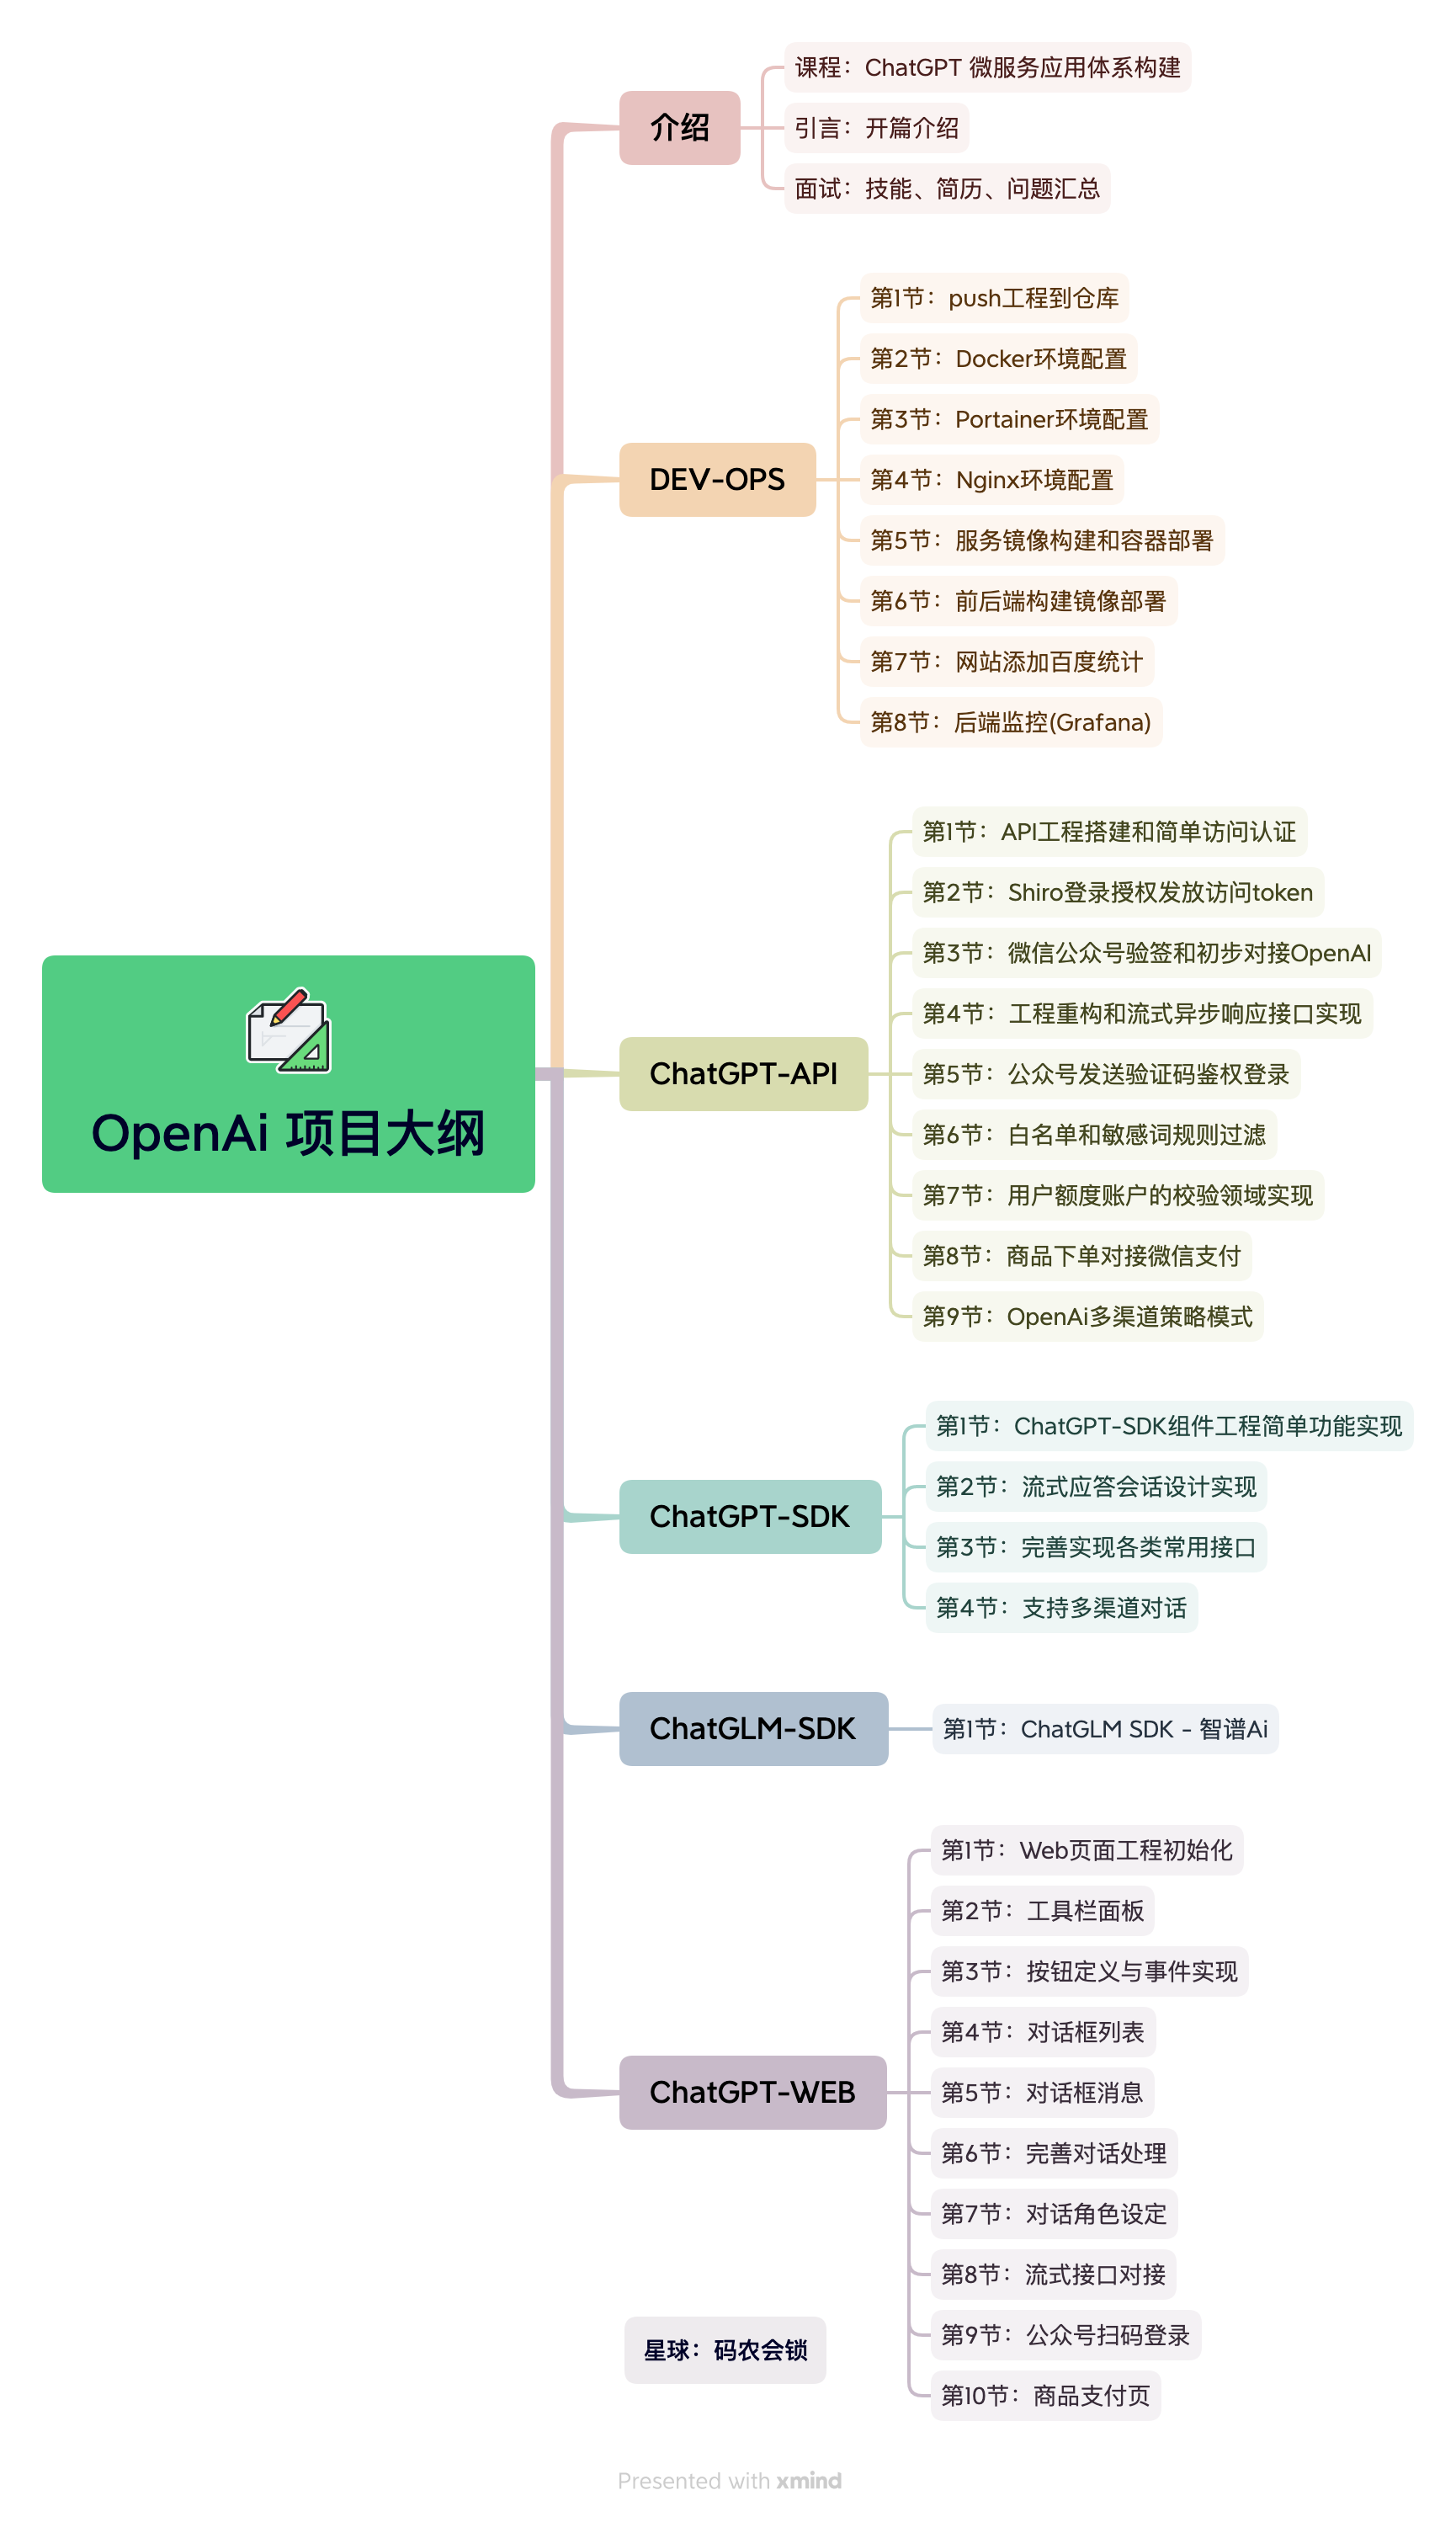 介绍
课程：ChatGPT 微服务应用体系构建
引言：开篇介绍
面试：技能、简历、问题汇总
DEV-OPS
第1节：push工程到仓库
第2节：Docker环境配置
第3节：Portainer环境配置
第4节：Nginx环境配置
第5节：服务镜像构建和容器部署
第6节：前后端构建镜像部署
第7节：网站添加百度统计
第8节：后端监控(Grafana)
OpenAi 项目大纲
ChatGPT-API
第1节：API工程搭建和简单访问认证
第2节：Shiro登录授权发放访问token
第3节：微信公众号验签和初步对接OpenAI
第4节：工程重构和流式异步响应接口实现
第5节：公众号发送验证码鉴权登录
第6节：白名单和敏感词规则过滤
第7节：用户额度账户的校验领域实现
第8节：商品下单对接微信支付
第9节：OpenAi多渠道策略模式
ChatGPT-SDK
第1节：ChatGPT-SDK组件工程简单功能实现
第2节：流式应答会话设计实现
第3节：完善实现各类常用接口
第4节：支持多渠道对话
ChatGLM-SDK
第1节：ChatGLM SDK - 智谱Ai
ChatGPT-WEB
第1节：Web页面工程初始化
第2节：工具栏面板
第3节：按钮定义与事件实现
第4节：对话框列表
第5节：对话框消息
第6节：完善对话处理
第7节：对话角色设定
第8节：流式接口对接
第9节：公众号扫码登录
第10节：商品支付页
星球：码农会锁
Presented with xmind